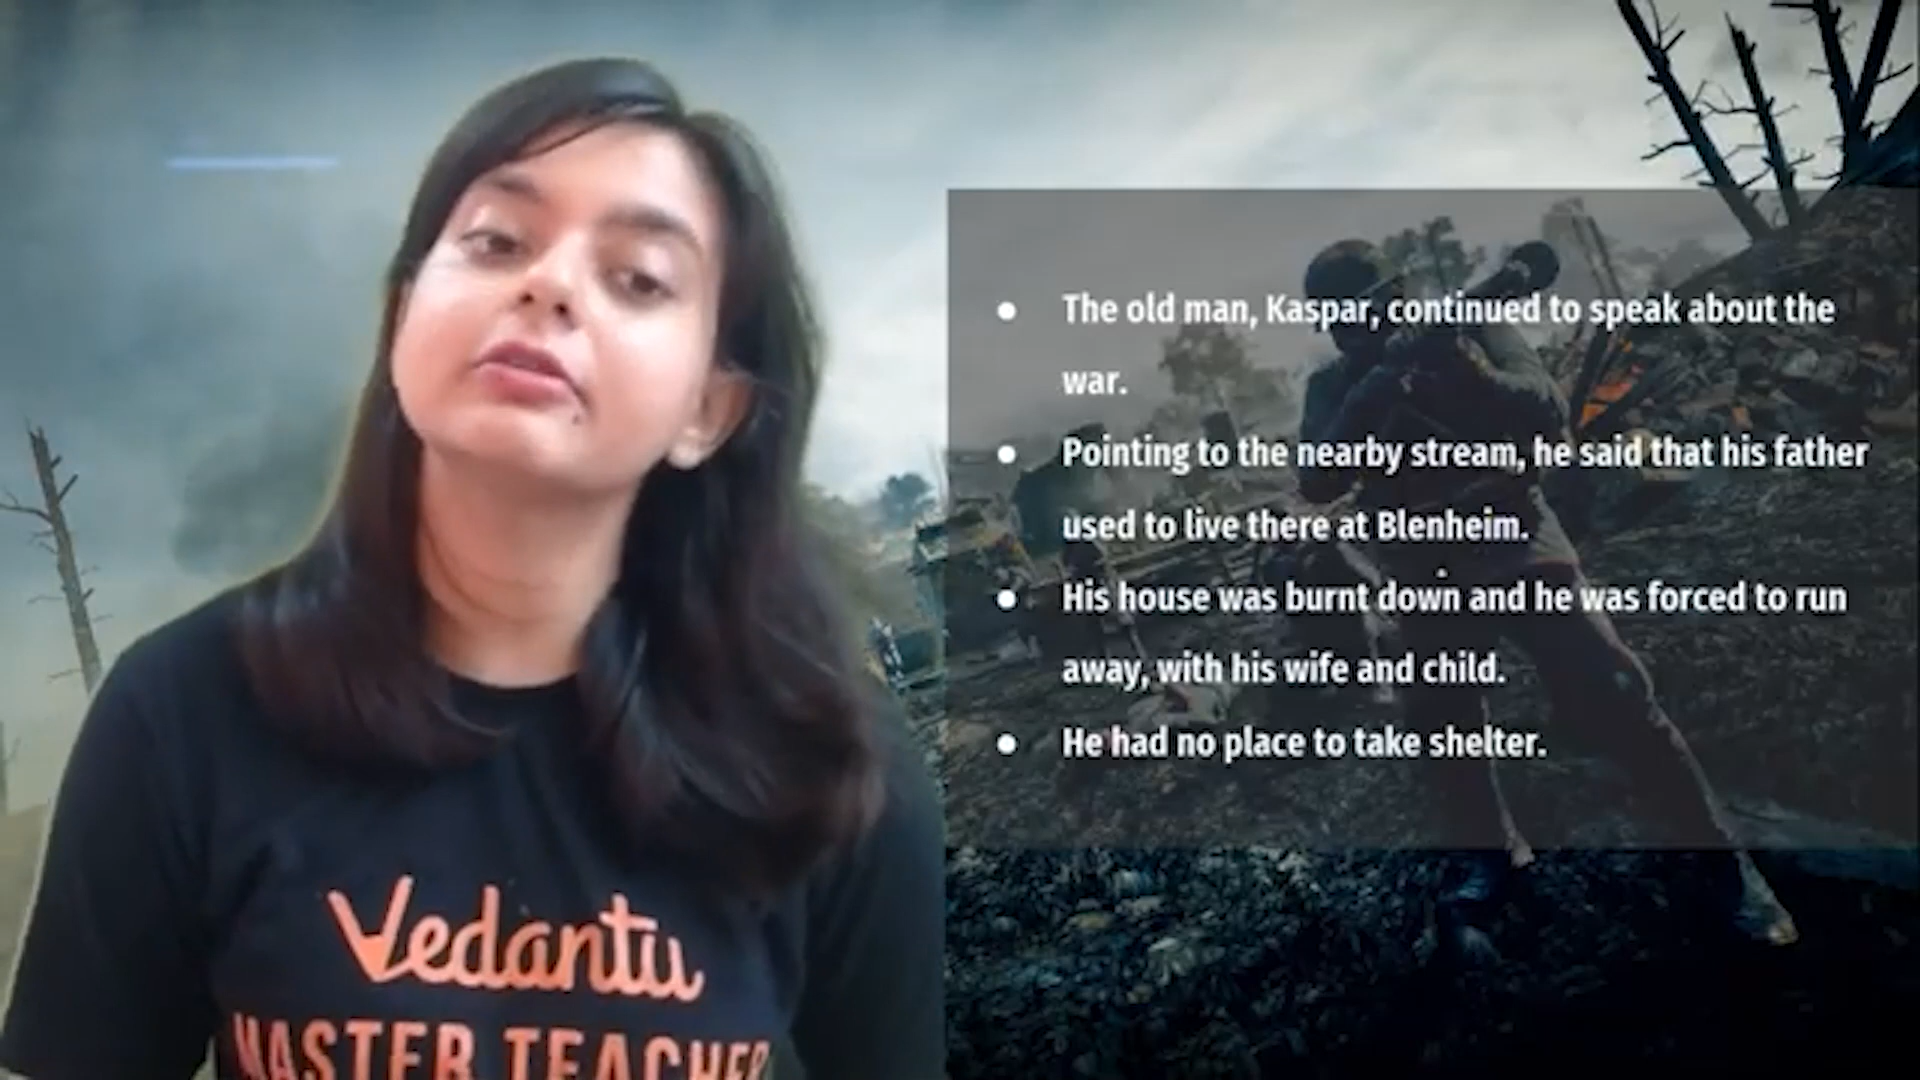 ● The old man, Kaspar, continued to speak about the
war.
● Pointing to the nearby stream, he said that his father
used to live there at Blenheim.
● His house was burnt down and he was forced to run
away, with his wife and child.
● He had no place to take shelter.
Vedantu
MASTER TEACHER